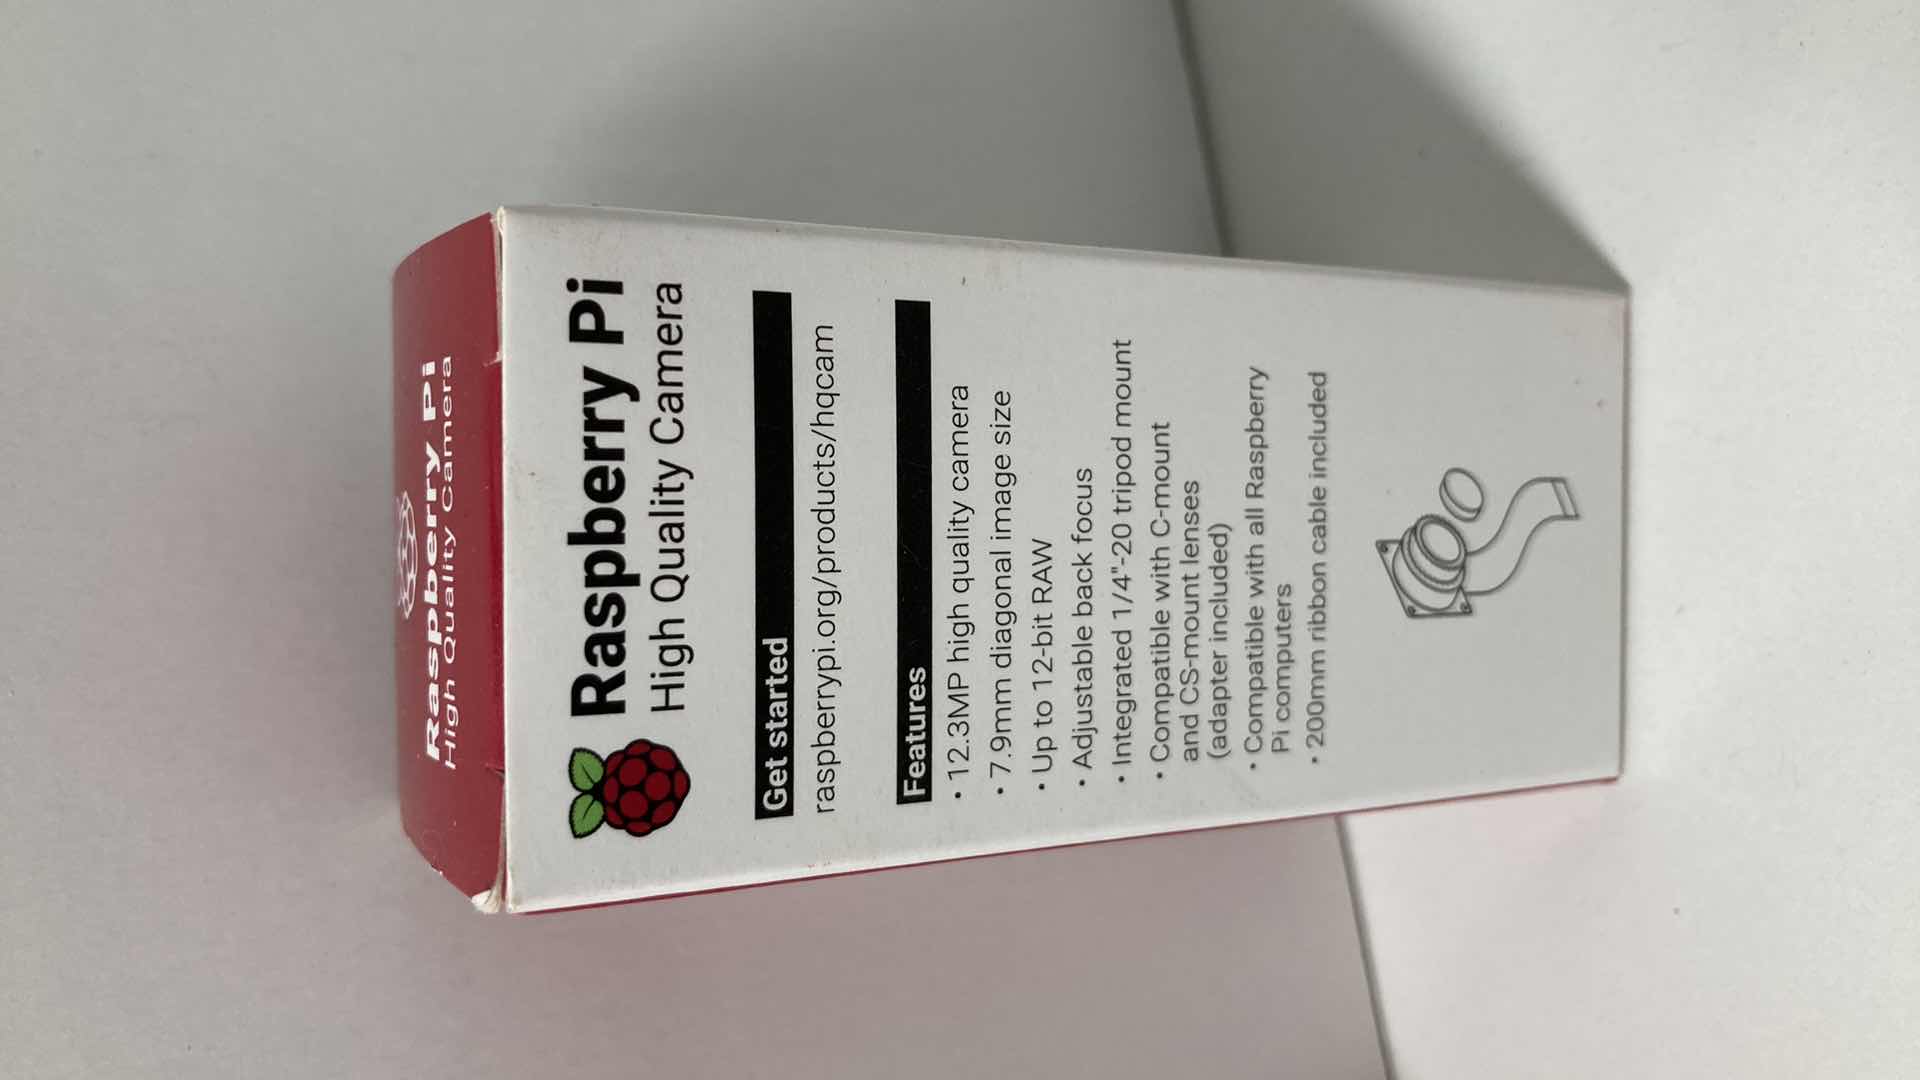 Raspberry Pi
High Quality Camera
Raspberry Pi
High Quality Camera
Get started
raspberrypi.org/products/hqcam
Features
• 12.3MP high quality camera
• 7.9mm diagonal image size
• Up to 12-bit RAW
• Adjustable back focus
• Integrated 1/4"-20 tripod mount
• Compatible with C-mount
and CS-mount lenses
(adapter included)
• Compatible with all Raspberry
Pi computers
• 200mm ribbon cable included